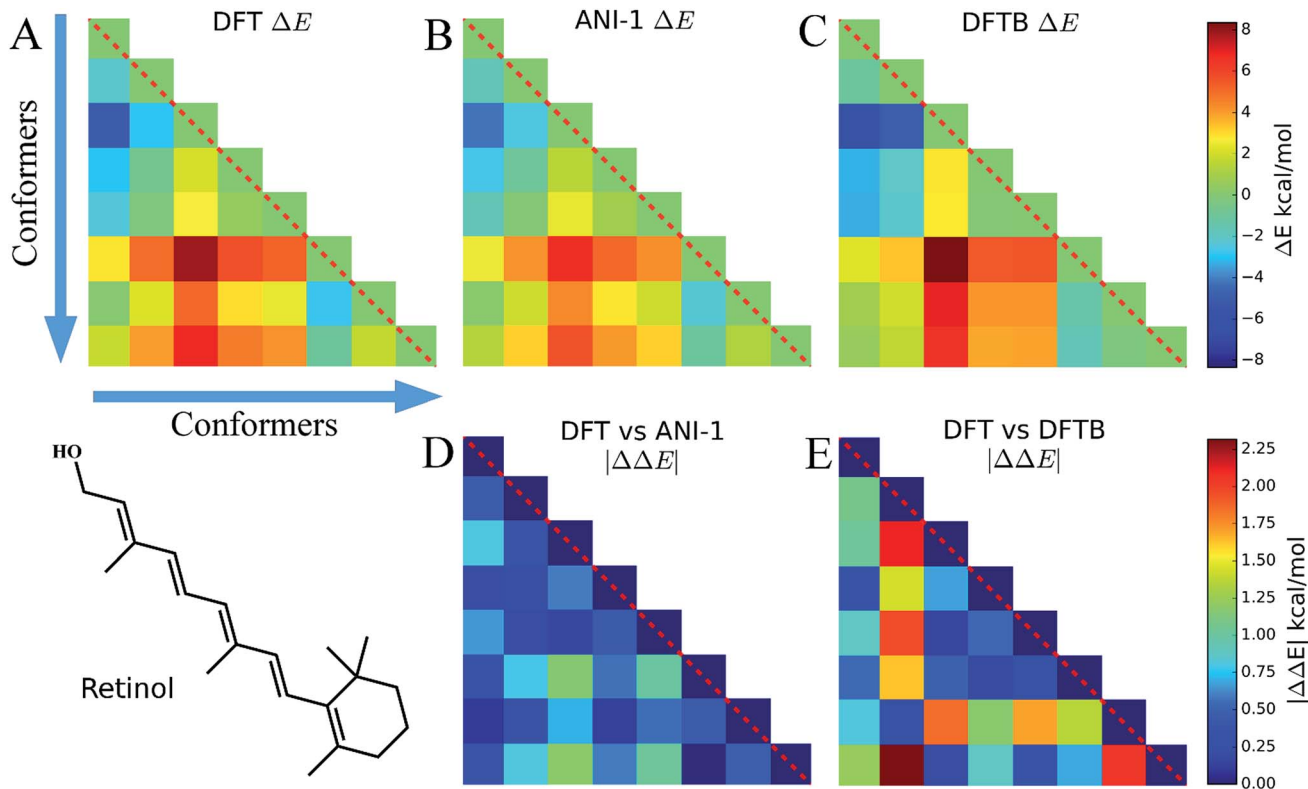 A
DFT ΔE
B
ANI-1 ΔE
C
DFTB ΔE
Conformers
8
6
4
2
0
−2
−4
−6
−8
ΔE kcal/mol
Conformers
HO
Retinol
D
DFT vs ANI-1
|ΔΔE|
E
DFT vs DFTB
|ΔΔE|
2.25
2.00
1.75
1.50
1.25
1.00
0.75
0.50
0.25
0.00
|ΔΔE| kcal/mol